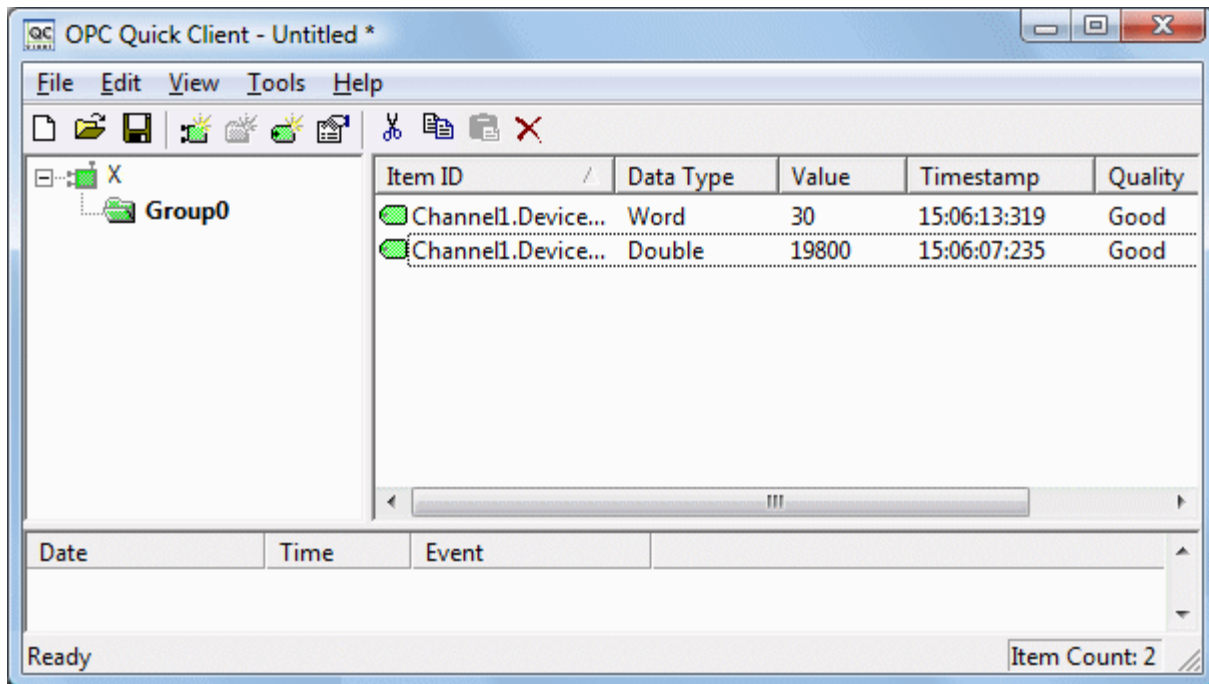 OPC Quick Client - Untitled *
File Edit View Tools Help
X
Group0
Item ID Data Type Value Timestamp Quality
Channel1.Device... Word 30 15:06:13:319 Good
Channel1.Device... Double 19800 15:06:07:235 Good
Date Time Event
Ready Item Count: 2